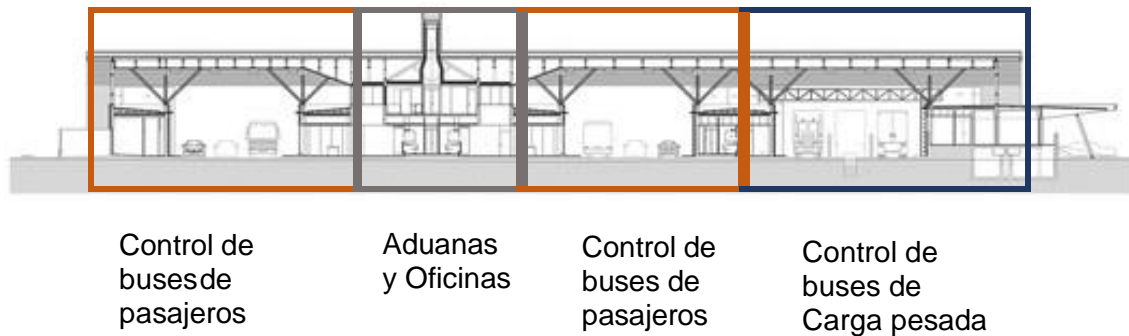 Control de
busesde
pasajeros
Aduanas
y Oficinas
Control de
buses de
pasajeros
Control de
buses de
Carga pesada